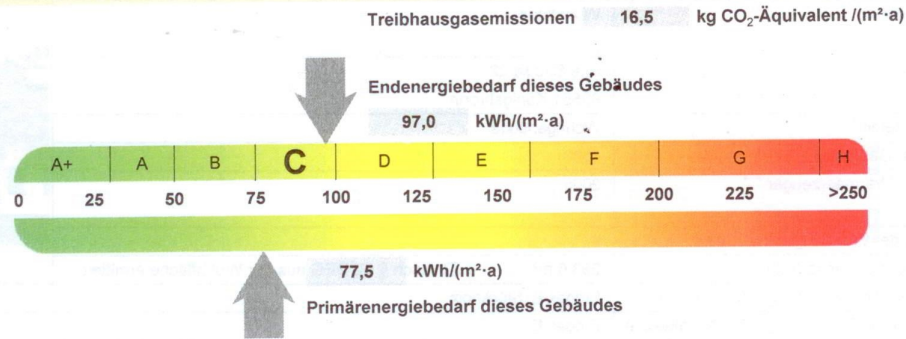 Treibhausgasemissionen 16,5 kg CO₂-Äquivalent /(m²·a)
Endenergiebedarf dieses Gebäudes
97,0 kWh/(m²·a)
A+ A B C D E F G H
0 25 50 75 100 125 150 175 200 225 >250
77,5 kWh/(m²·a)
Primärenergiebedarf dieses Gebäudes